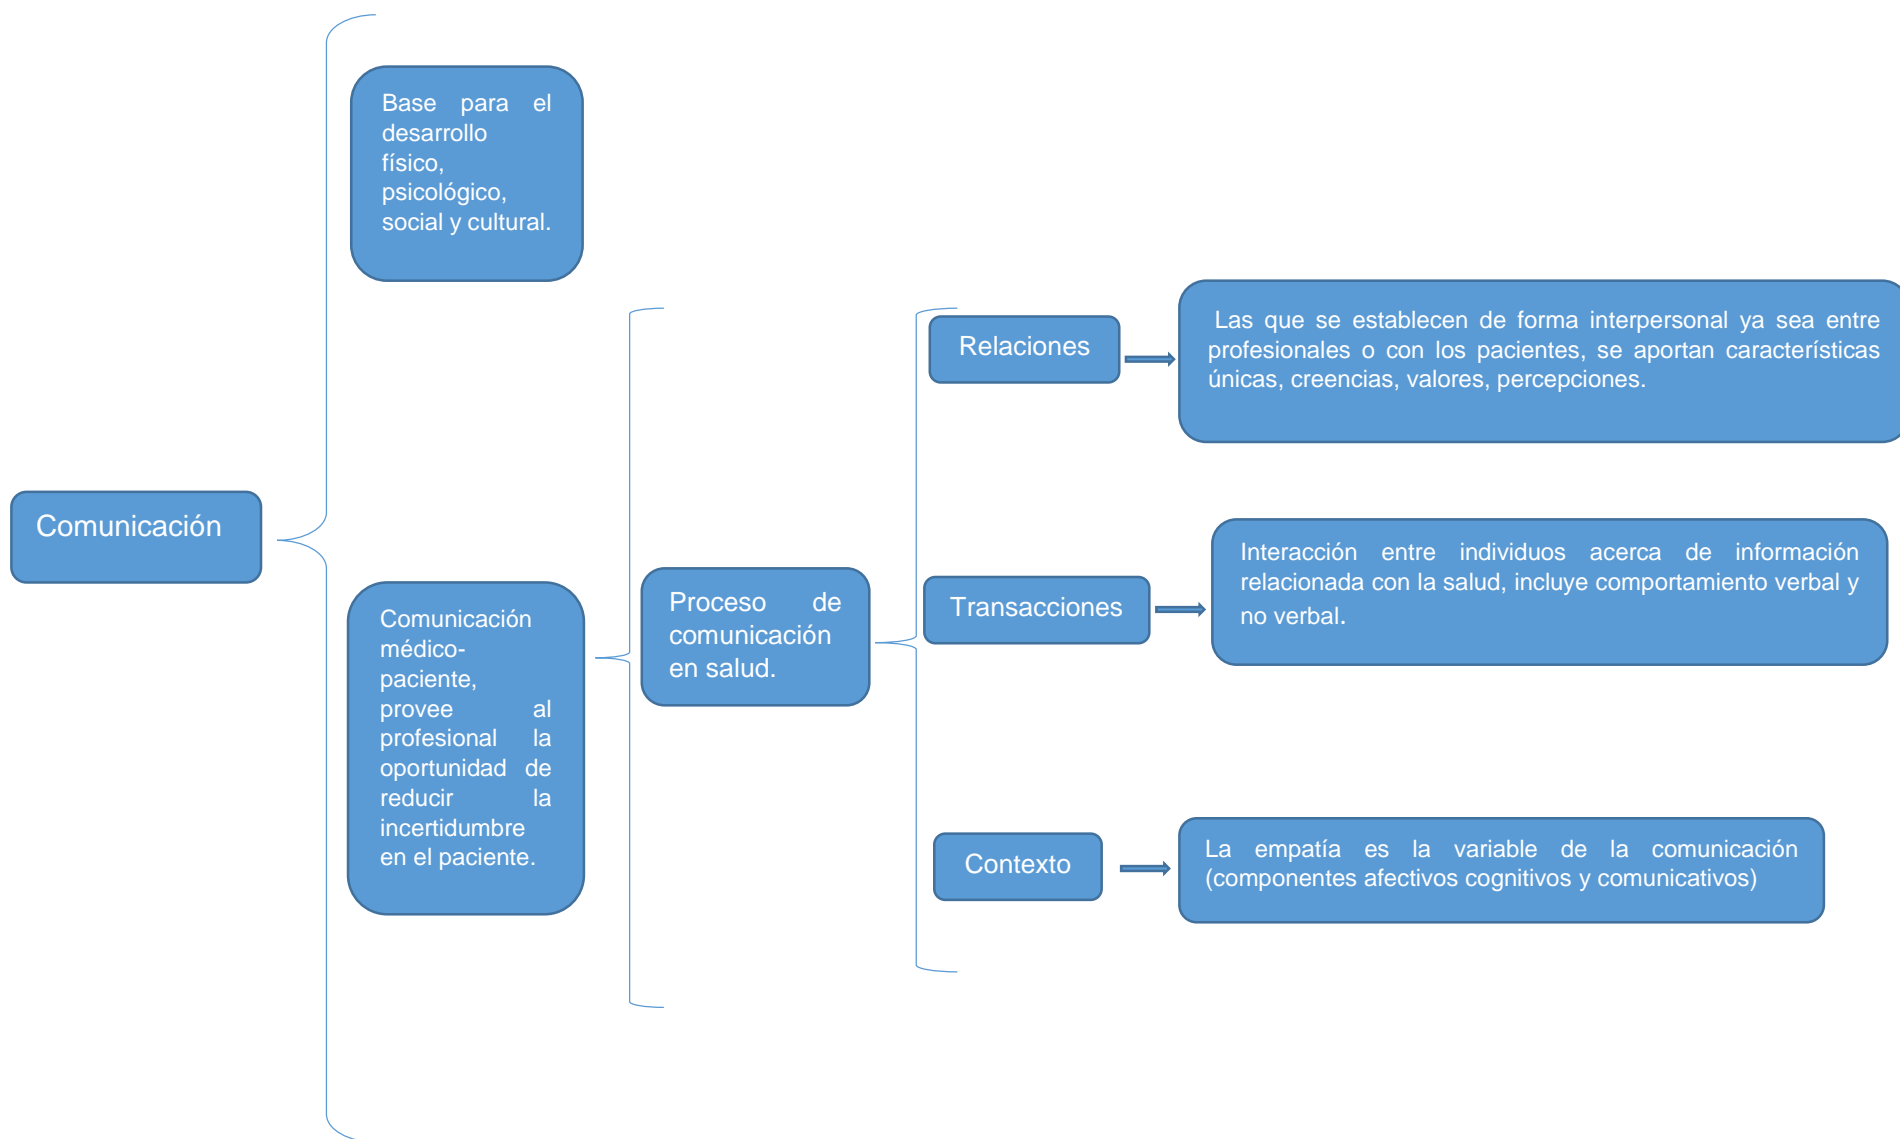 Comunicación
Base para el
desarrollo
físico,
psicológico,
social y cultural.
Comunicación
médico-
paciente,
provee al
profesional la
oportunidad de
reducir la
incertidumbre
en el paciente.
Proceso de
comunicación
en salud.
Relaciones
Las que se establecen de forma interpersonal ya sea entre
profesionales o con los pacientes, se aportan características
únicas, creencias, valores, percepciones.
Transacciones
Interacción entre individuos acerca de información
relacionada con la salud, incluye comportamiento verbal y
no verbal.
Contexto
La empatía es la variable de la comunicación
(componentes afectivos cognitivos y comunicativos)